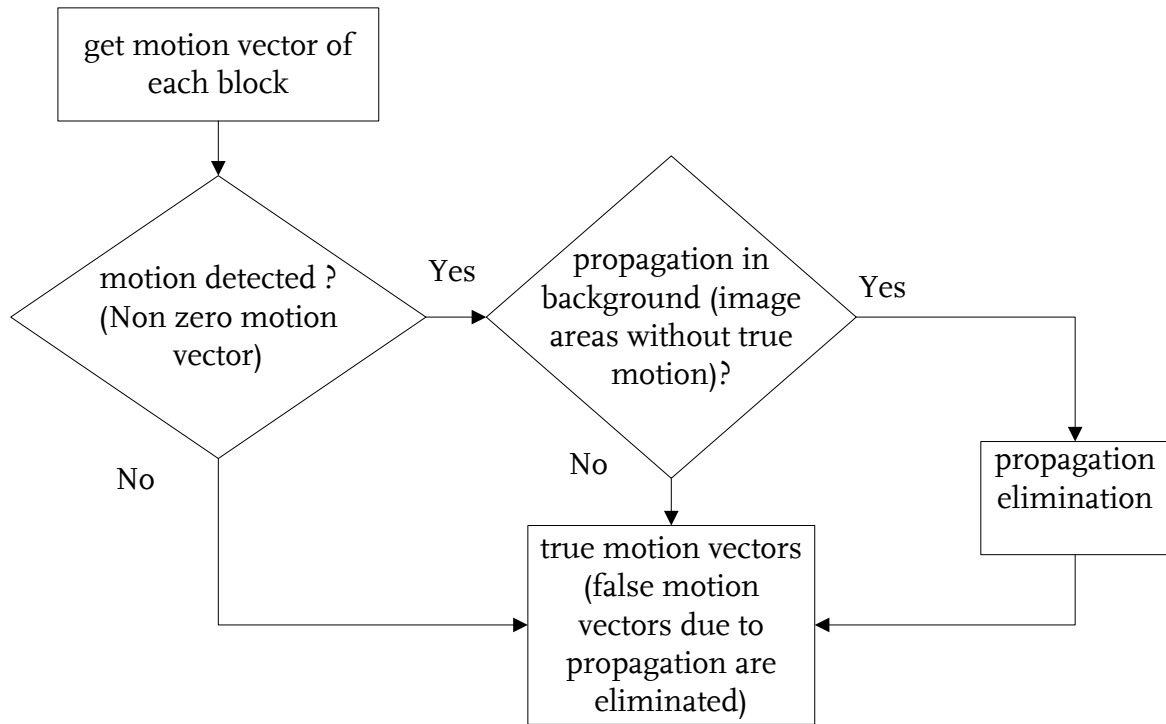 get motion vector of
each block
motion detected ?
(Non zero motion
vector)
Yes
propagation in
background (image
areas without true
motion)?
Yes
No
No
propagation
elimination
true motion vectors
(false motion
vectors due to
propagation are
eliminated)